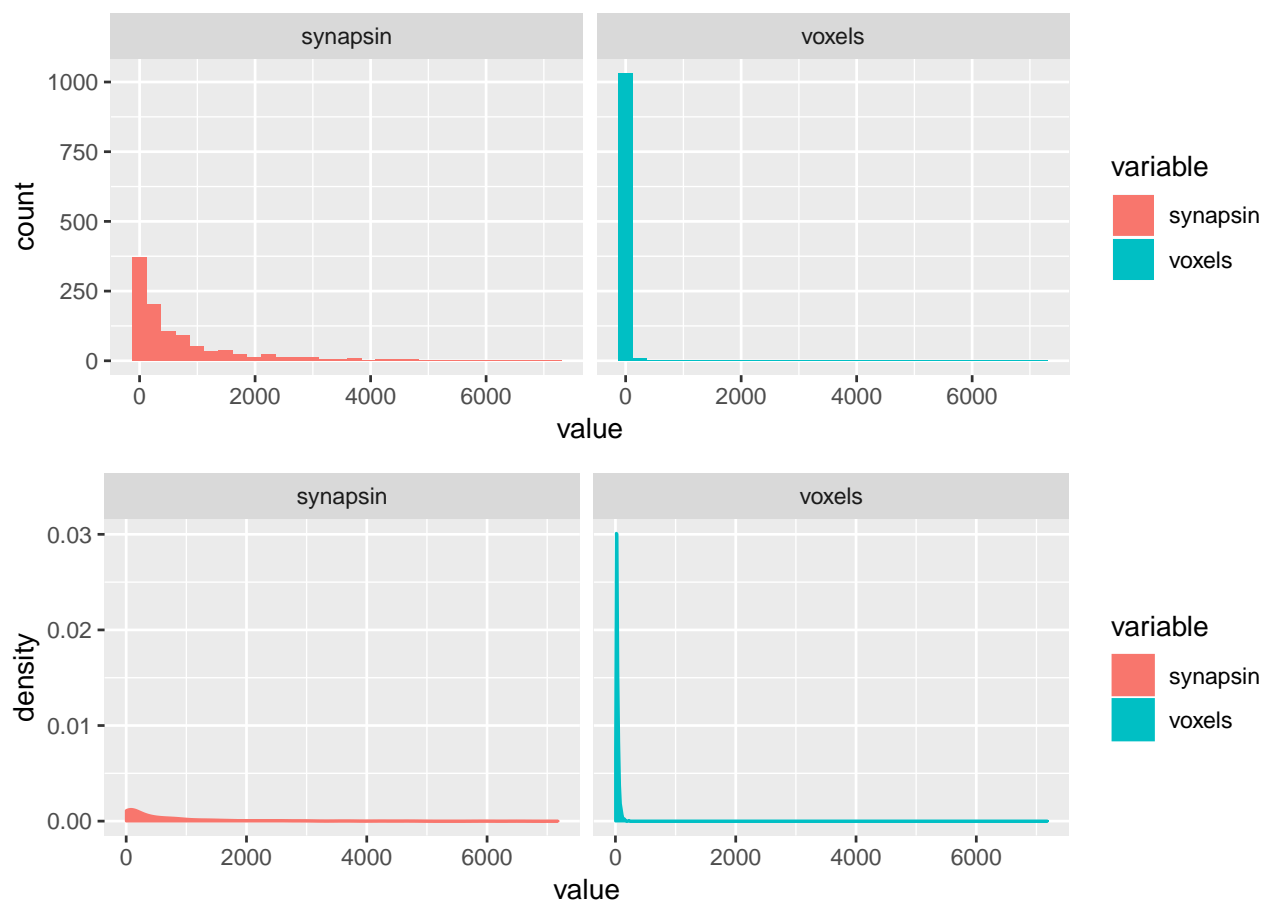 synapsin voxels
1000
750
500
250
0
count
0 2000 4000 6000 0 2000 4000 6000
value
variable
synapsin
voxels
synapsin voxels
0.03
0.02
0.01
0.00
density
0 2000 4000 6000 0 2000 4000 6000
value
variable
synapsin
voxels